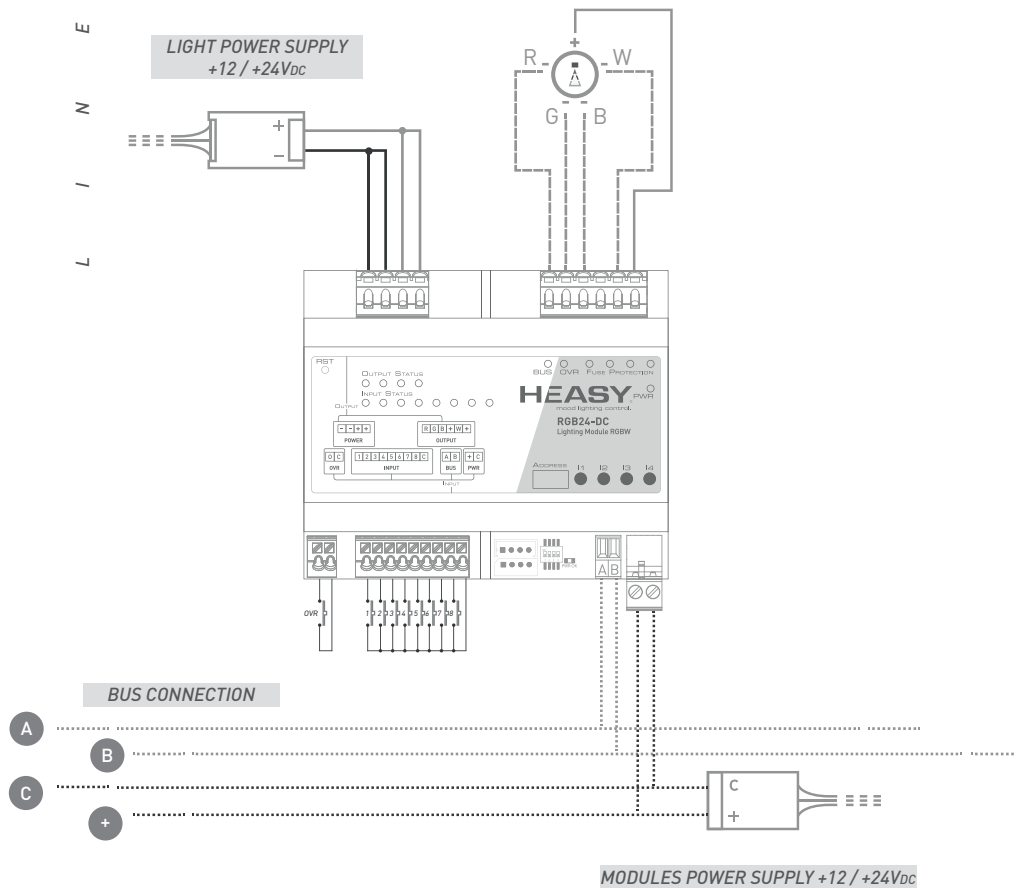 LINE
LIGHT POWER SUPPLY
+12 / +24VDC
+
-
+
R
W
G
B
RST
OUTPUT STATUS
INPUT STATUS
BUS OVR FUSE PROTECTION
PWR
HEASY
mood lighting control.
RGB24-DC
Lighting Module RGBW
OUTPUT
- - + +
POWER
R G B + W +
OUTPUT
O C
OVR
1 2 3 4 5 6 7 8 C
INPUT
A B
BUS
+ C
PWR
INPUT
ADDRESS
I1 I2 I3 I4
A B
OVR
1 2 3 4 5 6 7 8
BUS CONNECTION
A
B
C
+
C
+
MODULES POWER SUPPLY +12 / +24VDC